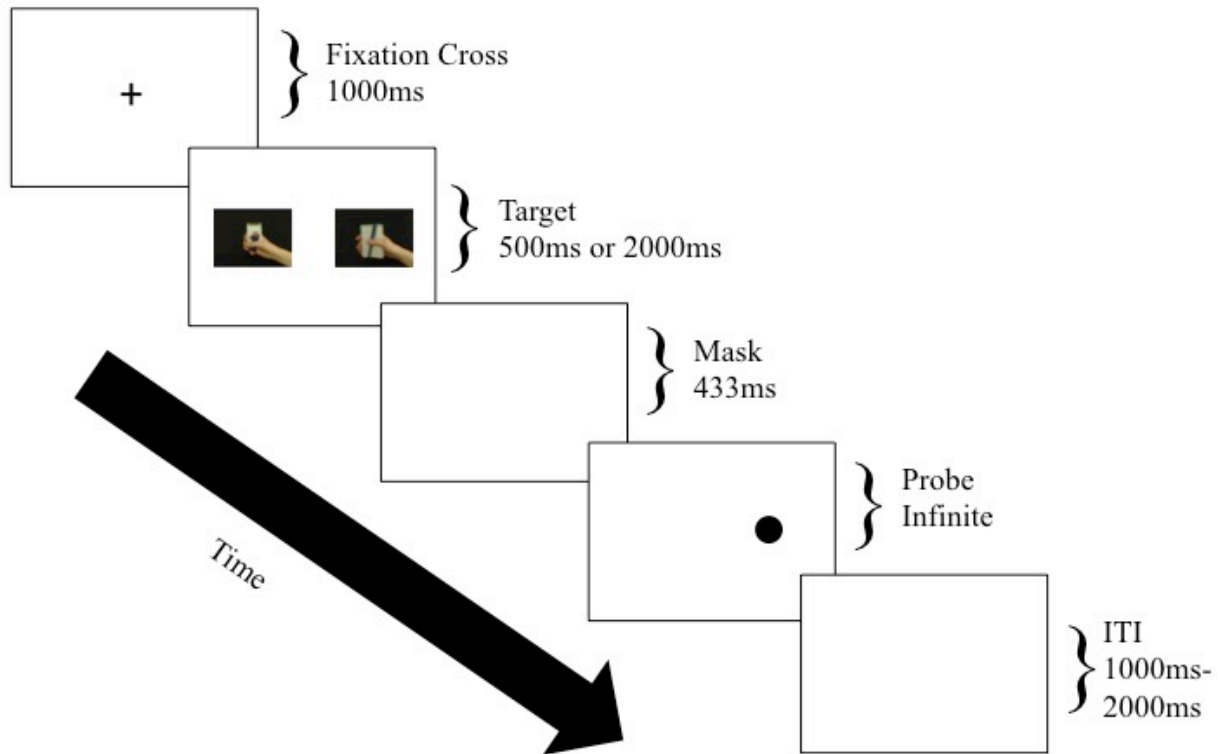 Fixation Cross
1000ms
Target
500ms or 2000ms
Mask
433ms
Probe
Infinite
Time
ITI
1000ms-
2000ms